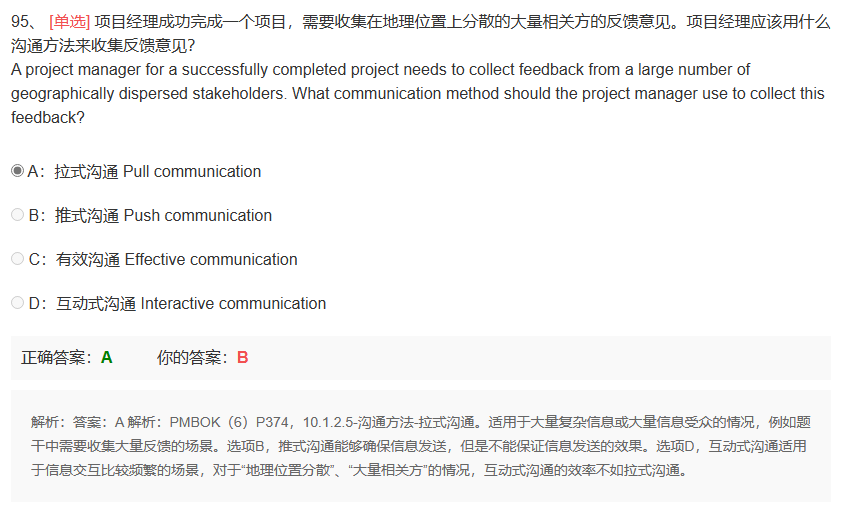 95、 [单选] 项目经理成功完成一个项目，需要收集在地理位置上分散的大量相关方的反馈意见。项目经理应该用什么
沟通方法来收集反馈意见?
A project manager for a successfully completed project needs to collect feedback from a large number of
geographically dispersed stakeholders. What communication method should the project manager use to collect this
feedback?
A：拉式沟通 Pull communication
B：推式沟通 Push communication
C：有效沟通 Effective communication
D：互动式沟通 Interactive communication
正确答案：A 你的答案：B
解析：答案：A 解析：PMBOK（6）P374，10.1.2.5-沟通方法-拉式沟通。适用于大量复杂信息或大量信息受众的情况，例如题
干中需要收集大量反馈的场景。选项B，推式沟通能够确保信息发送，但是不能保证信息发送的效果。选项D，互动式沟通适用
于信息交互比较频繁的场景，对于“地理位置分散”、“大量相关方”的情况，互动式沟通的效率不如拉式沟通。